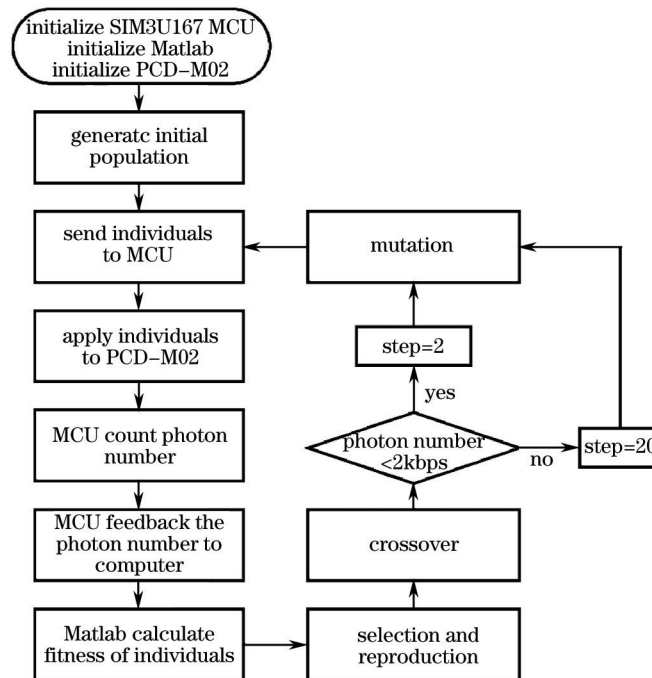 initialize SIM3U167 MCU
initialize Matlab
initialize PCD-M02
generatc initial
population
send individuals
to MCU
apply individuals
to PCD-M02
MCU count photon
number
MCU feedback the
photon number to
computer
Matlab calculate
fitness of individuals
selection and
reproduction
crossover
photon number
<2kbps
yes
no
step=2
step=20
mutation